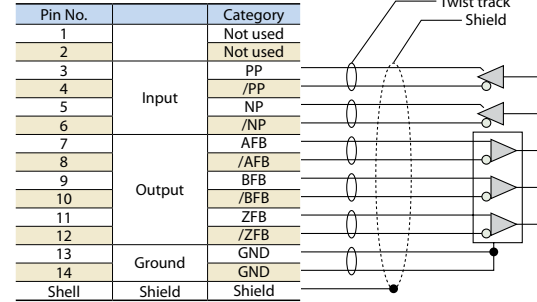 Twist track
Pin No. Category Shield
1 Not used
2 Not used
3 PP
4 /PP
Input
5 NP
6 /NP
7 AFB
8 /AFB
9 BFB
Output
10 /BFB
11 ZFB
12 /ZFB
13 GND
Ground
14 GND
Shell Shield Shield